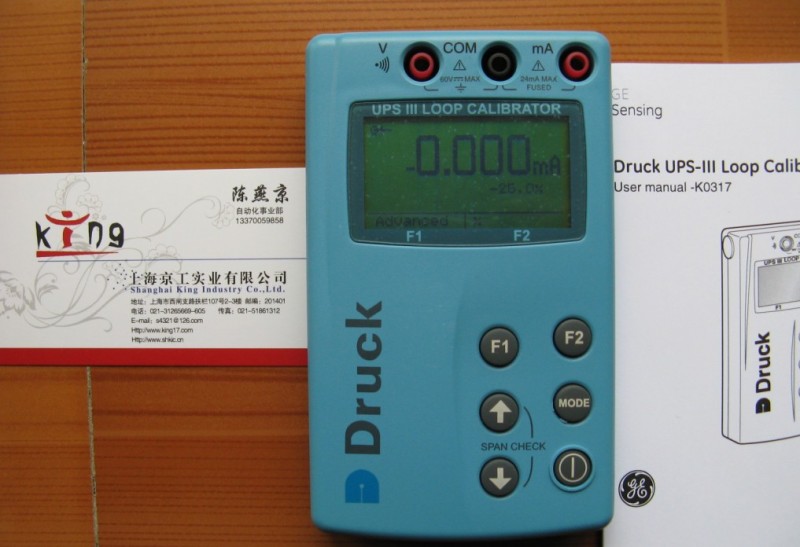 king
陈燕京
自动化事业部
13370059858
上海京工实业有限公司
Shanghai King Industry Co.,Ltd.
地址：上海市西闸支路扶栏107号2-3楼 邮编：201401
电话：021-31265669-605 传真：021-51861312
E-mail：s4321@126.com
Http://www.king17.com
Http://www.shkic.cn
V COM mA
60V MAX 24mA MAX
FUSED
UPS III LOOP CALIBRATOR
-0.000mA
-25.0%
Advanced %
F1 F2
Druck
F1 F2
MODE
SPAN CHECK
GE
Sensing
Druck UPS-III Loop Calib
User manual -K0317
V
UPS III LOOP
F1
Druck
GE